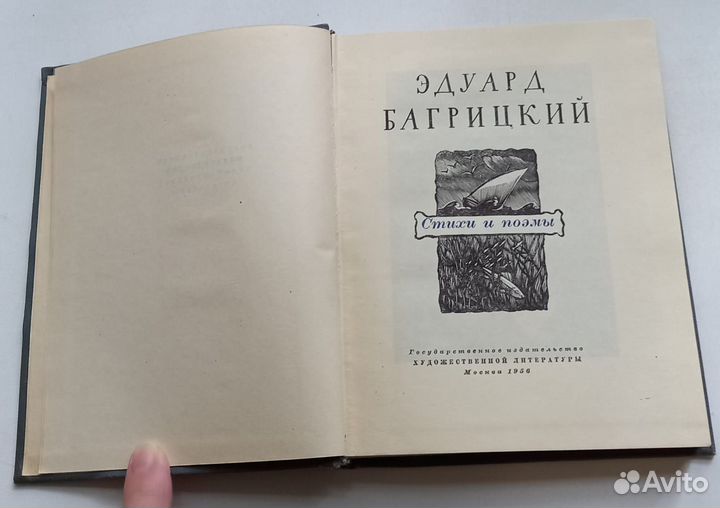 ЭДУАРД
БАГРИЦКИЙ
Стихи и поэмы
Государственное издательство
ХУДОЖЕСТВЕННОЙ ЛИТЕРАТУРЫ
Москва 1956
Avito